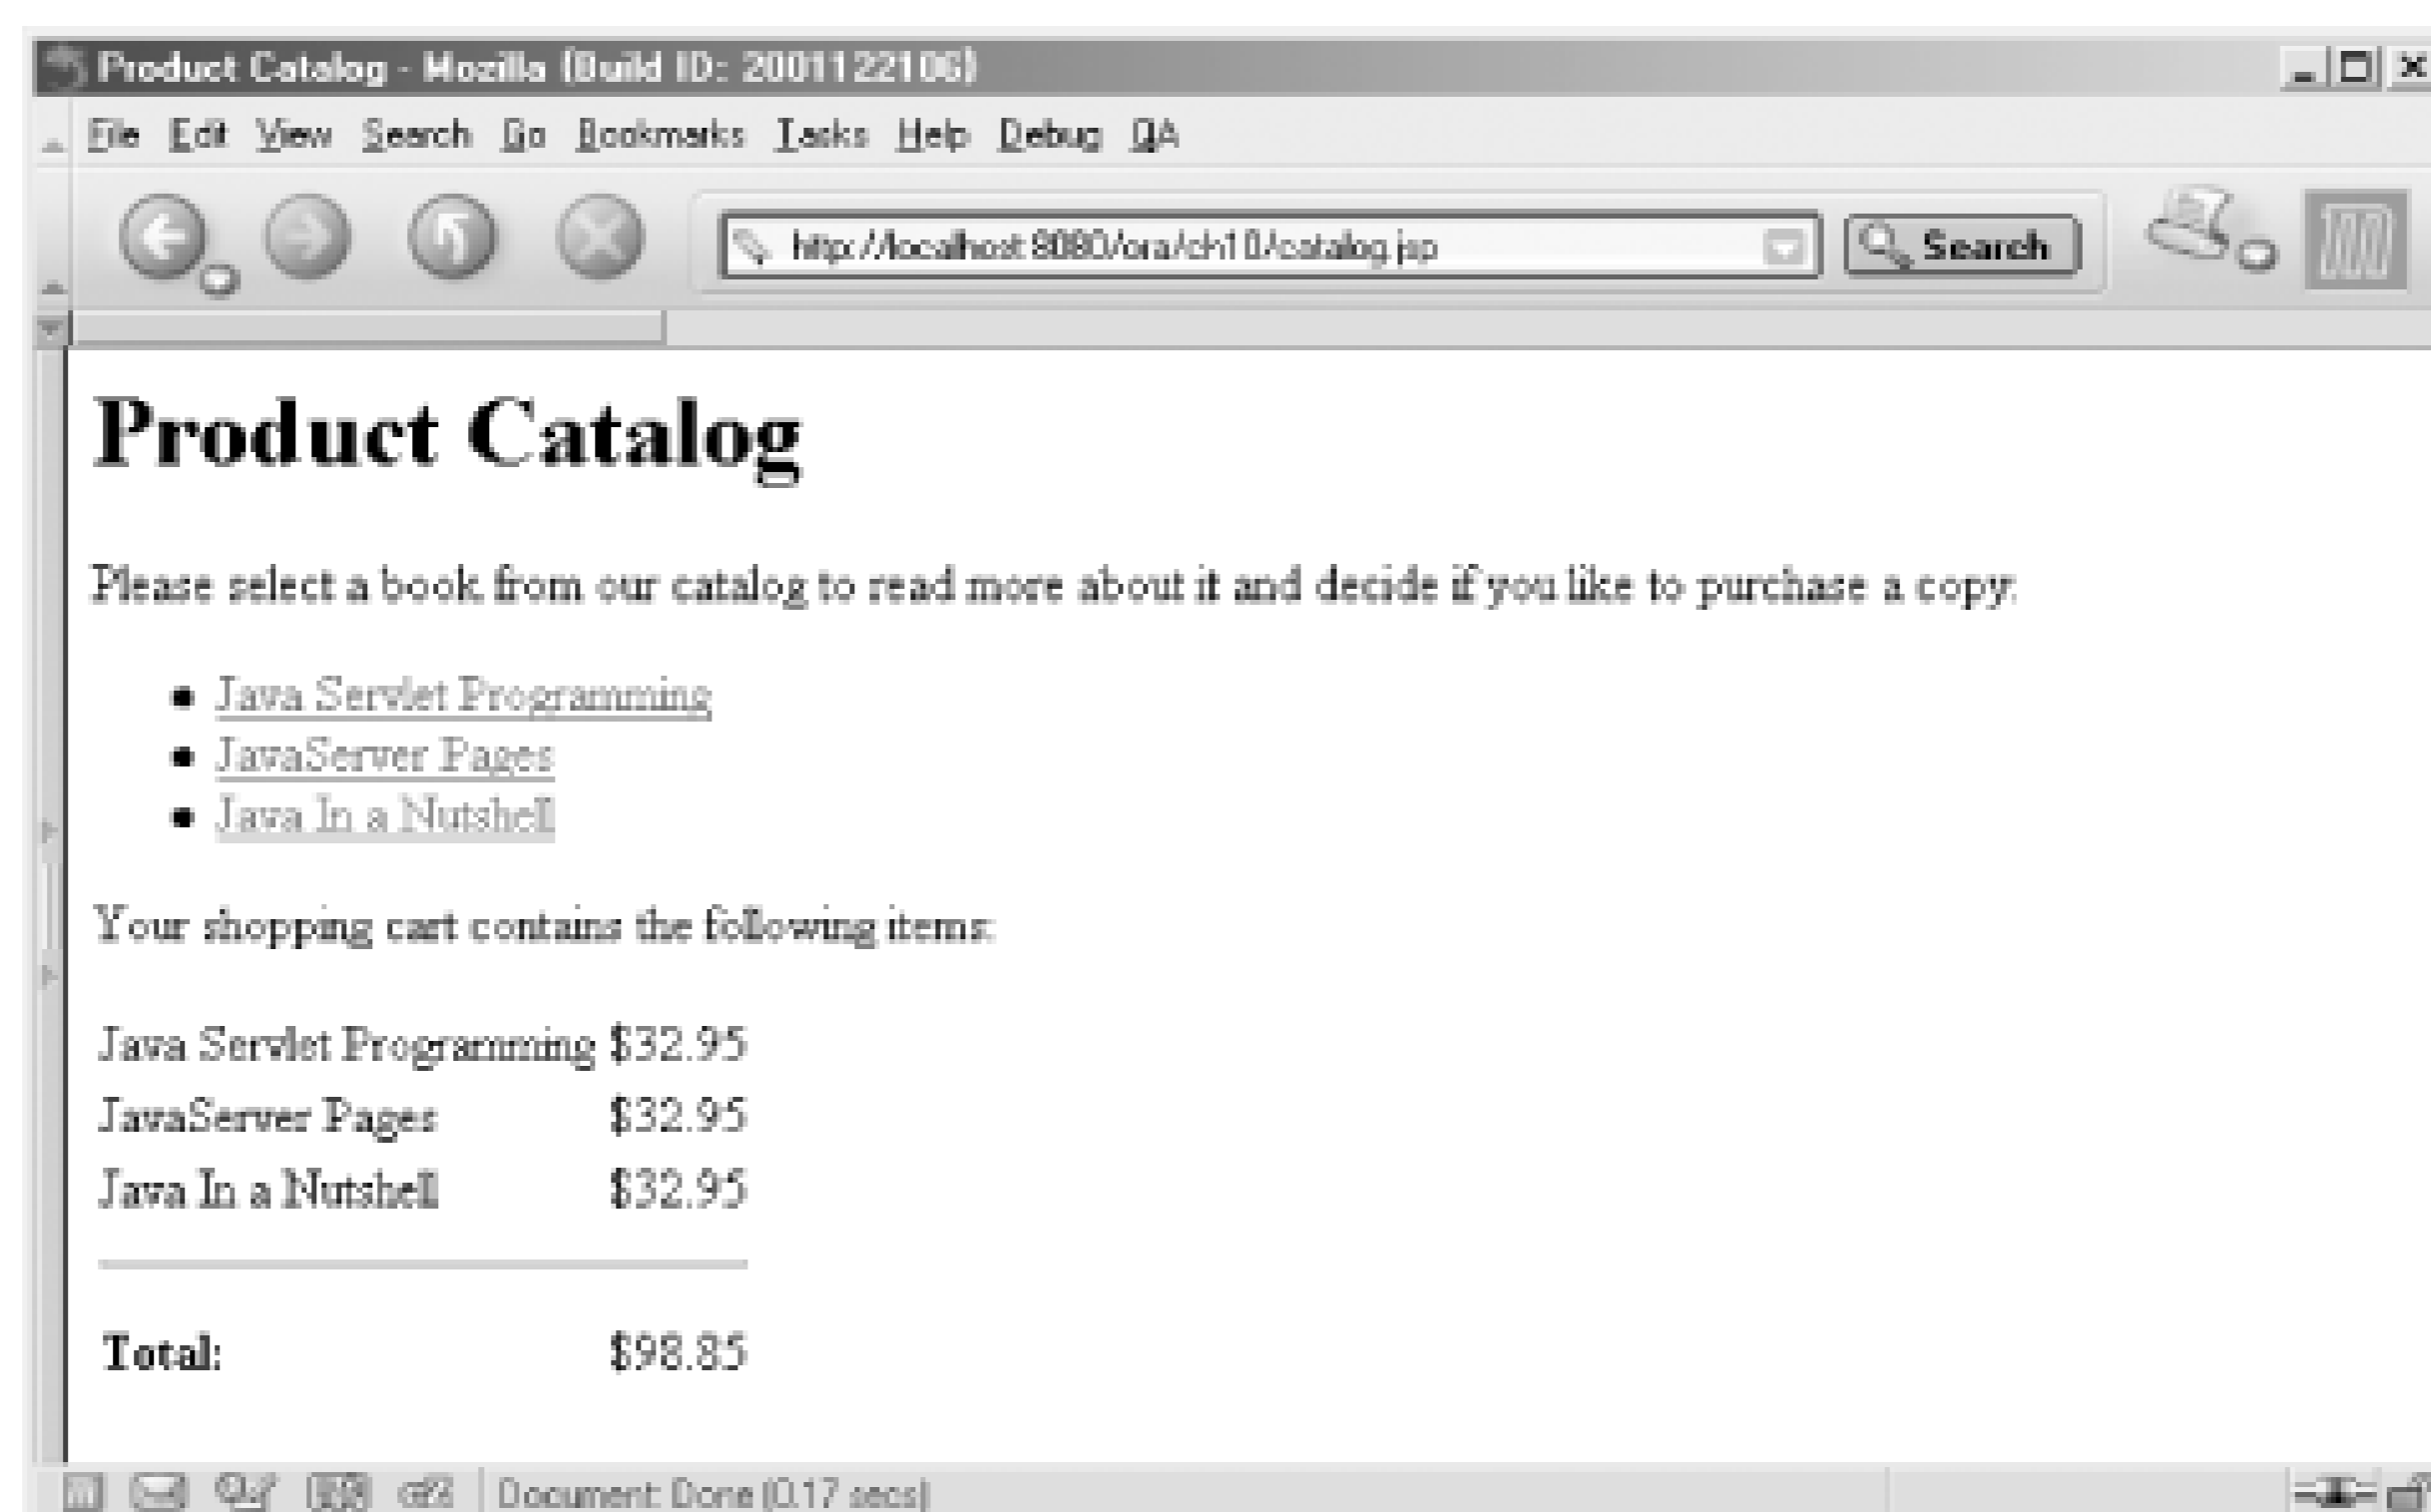 Product Catalog - Mozilla {Build ID: 2001122106}
File Edit View Search Go Bookmarks Tasks Help Debug QA
http://localhost:8080/ora/ch10/catalog.jsp Search
Product Catalog
Please select a book from our catalog to read more about it and decide if you like to purchase a copy:
Java Servlet Programming
JavaServer Pages
Java In a Nutshell
Your shopping cart contains the following items:
Java Servlet Programming $32.95
JavaServer Pages $32.95
Java In a Nutshell $32.95
Total: $98.85
Document: Done (0.17 secs)